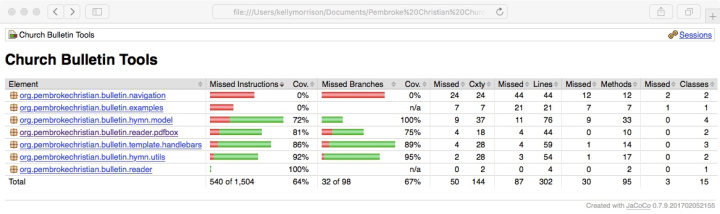 file:///Users/kellymorrison/Documents/Pembroke%20Christian%20Chur
Church Bulletin Tools Sessions
Church Bulletin Tools
Element Missed Instructions Cov. Missed Branches Cov. Missed Cxty Missed Lines Missed Methods Missed Classes
org.pembrokechristian.bulletin.navigation 0% 0% 24 24 44 44 12 12 2 2
org.pembrokechristian.bulletin.examples 0% n/a 7 7 21 21 7 7 1 1
org.pembrokechristian.bulletin.hymn.model 72% 100% 9 37 11 76 9 33 0 4
org.pembrokechristian.bulletin.reader.pdfbox 81% 75% 4 18 4 44 0 10 0 2
org.pembrokechristian.bulletin.template.handlebars 86% 89% 4 28 4 59 1 14 0 3
org.pembrokechristian.bulletin.hymn.utils 92% 95% 2 28 3 54 1 17 0 2
org.pembrokechristian.bulletin.reader 100% n/a 0 2 0 4 0 2 0 1
Total 540 of 1,504 64% 32 of 98 67% 50 144 87 302 30 95 3 15
Created with JaCoCo 0.7.9.201702052155